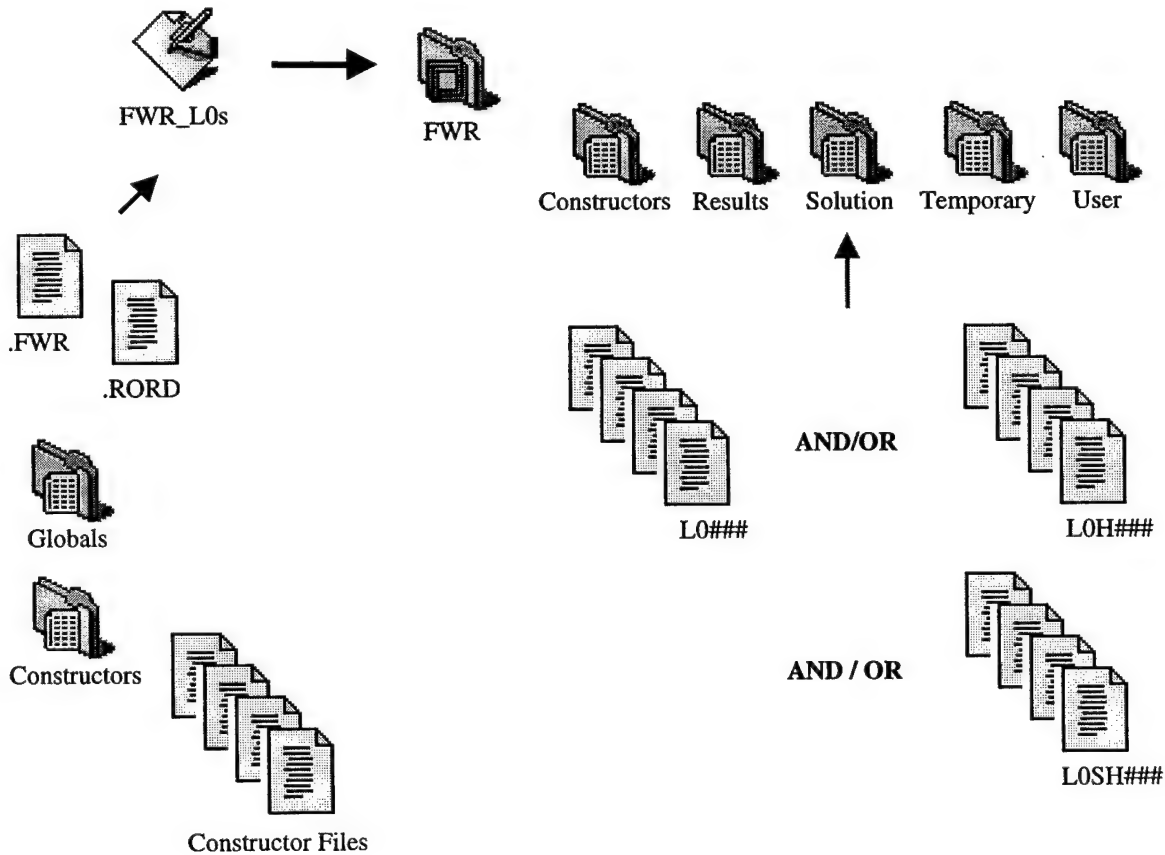 FWR_L0s
FWR
Constructors Results Solution Temporary User
.FWR
.RORD
Globals
Constructors
Constructor Files
L0###
AND/OR
L0H###
AND / OR
L0SH###